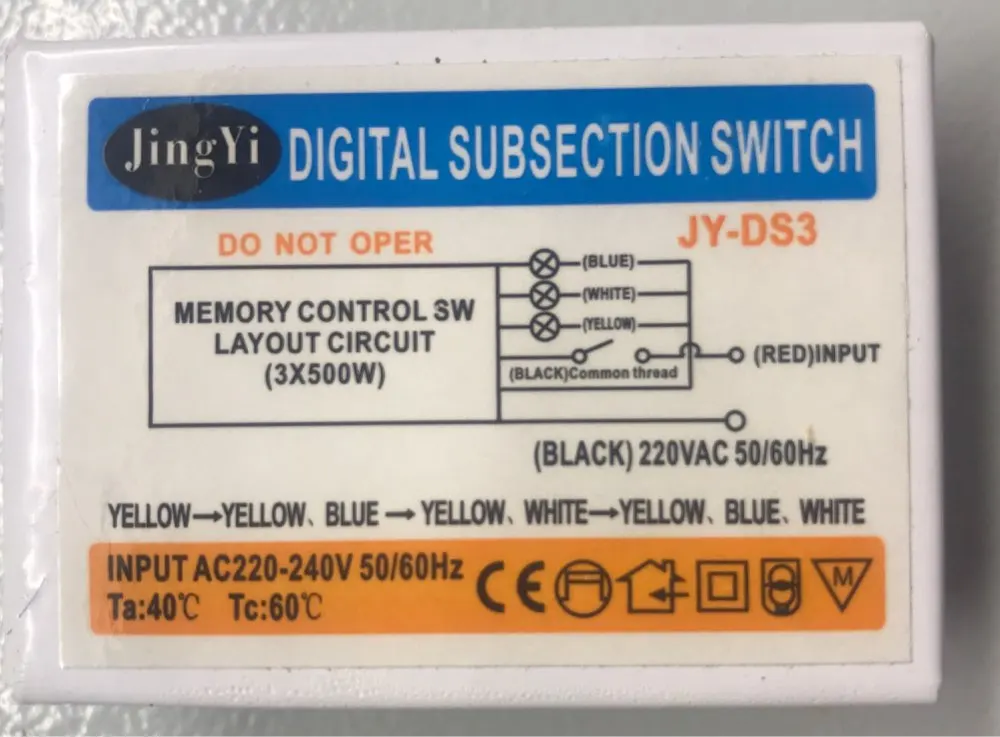 JingYi DIGITAL SUBSECTION SWITCH
DO NOT OPER
JY-DS3
MEMORY CONTROL SW
LAYOUT CIRCUIT
(3X500W)
(BLUE)
(WHITE)
(YELLOW)
(RED)INPUT
(BLACK)Common thread
(BLACK) 220VAC 50/60Hz
YELLOW→YELLOW、BLUE→YELLOW、WHITE→YELLOW、BLUE、WHITE
INPUT AC220-240V 50/60Hz
Ta:40℃ Tc:60℃
CE
M